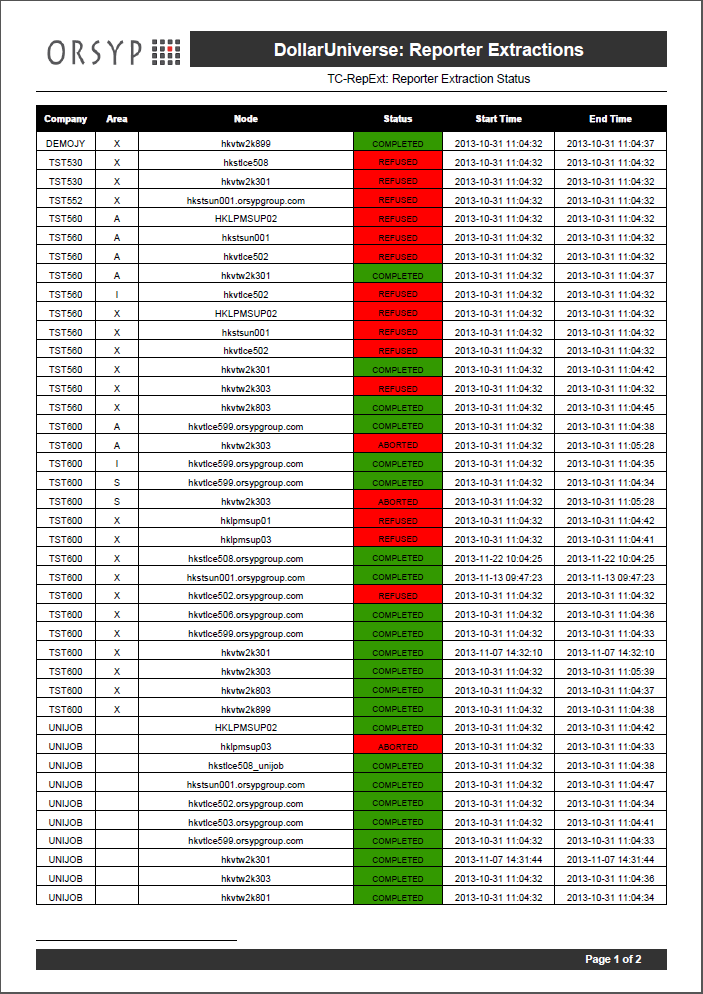 ORSYP
DollarUniverse: Reporter Extractions
TC-RepExt: Reporter Extraction Status
Company Area Node Status Start Time End Time
DEMOJY X hkvtw2k899 COMPLETED 2013-10-31 11:04:32 2013-10-31 11:04:37
TST530 X hkstlce508 REFUSED 2013-10-31 11:04:32 2013-10-31 11:04:32
TST530 X hkvtw2k301 REFUSED 2013-10-31 11:04:32 2013-10-31 11:04:32
TST552 X hkstsun001.orsypgroup.com REFUSED 2013-10-31 11:04:32 2013-10-31 11:04:32
TST560 A HKLPMSUP02 REFUSED 2013-10-31 11:04:32 2013-10-31 11:04:32
TST560 A hkstsun001 REFUSED 2013-10-31 11:04:32 2013-10-31 11:04:32
TST560 A hkvtlce502 REFUSED 2013-10-31 11:04:32 2013-10-31 11:04:32
TST560 A hkvtw2k301 COMPLETED 2013-10-31 11:04:32 2013-10-31 11:04:37
TST560 I hkvtlce502 REFUSED 2013-10-31 11:04:32 2013-10-31 11:04:32
TST560 X HKLPMSUP02 REFUSED 2013-10-31 11:04:32 2013-10-31 11:04:32
TST560 X hkstsun001 REFUSED 2013-10-31 11:04:32 2013-10-31 11:04:32
TST560 X hkvtlce502 REFUSED 2013-10-31 11:04:32 2013-10-31 11:04:32
TST560 X hkvtw2k301 COMPLETED 2013-10-31 11:04:32 2013-10-31 11:04:42
TST560 X hkvtw2k303 REFUSED 2013-10-31 11:04:32 2013-10-31 11:04:32
TST560 X hkvtw2k803 COMPLETED 2013-10-31 11:04:32 2013-10-31 11:04:45
TST600 A hkvtlce599.orsypgroup.com COMPLETED 2013-10-31 11:04:32 2013-10-31 11:04:38
TST600 A hkvtw2k303 ABORTED 2013-10-31 11:04:32 2013-10-31 11:05:28
TST600 I hkvtlce599.orsypgroup.com COMPLETED 2013-10-31 11:04:32 2013-10-31 11:04:35
TST600 S hkvtlce599.orsypgroup.com COMPLETED 2013-10-31 11:04:32 2013-10-31 11:04:34
TST600 S hkvtw2k303 ABORTED 2013-10-31 11:04:32 2013-10-31 11:05:28
TST600 X hklpmsup01 REFUSED 2013-10-31 11:04:32 2013-10-31 11:04:42
TST600 X hklpmsup03 REFUSED 2013-10-31 11:04:32 2013-10-31 11:04:41
TST600 X hkstlce508.orsypgroup.com COMPLETED 2013-11-22 10:04:25 2013-11-22 10:04:25
TST600 X hkstsun001.orsypgroup.com COMPLETED 2013-11-13 09:47:23 2013-11-13 09:47:23
TST600 X hkvtlce502.orsypgroup.com REFUSED 2013-10-31 11:04:32 2013-10-31 11:04:32
TST600 X hkvtlce506.orsypgroup.com COMPLETED 2013-10-31 11:04:32 2013-10-31 11:04:36
TST600 X hkvtlce599.orsypgroup.com COMPLETED 2013-10-31 11:04:32 2013-10-31 11:04:33
TST600 X hkvtw2k301 COMPLETED 2013-11-07 14:32:10 2013-11-07 14:32:10
TST600 X hkvtw2k303 COMPLETED 2013-10-31 11:04:32 2013-10-31 11:05:39
TST600 X hkvtw2k803 COMPLETED 2013-10-31 11:04:32 2013-10-31 11:04:37
TST600 X hkvtw2k899 COMPLETED 2013-10-31 11:04:32 2013-10-31 11:04:38
UNIJOB HKLPMSUP02 COMPLETED 2013-10-31 11:04:32 2013-10-31 11:04:42
UNIJOB hklpmsup03 ABORTED 2013-10-31 11:04:32 2013-10-31 11:04:33
UNIJOB hkstlce508_unijob COMPLETED 2013-10-31 11:04:32 2013-10-31 11:04:38
UNIJOB hkstsun001.orsypgroup.com COMPLETED 2013-10-31 11:04:32 2013-10-31 11:04:47
UNIJOB hkvtlce502.orsypgroup.com COMPLETED 2013-10-31 11:04:32 2013-10-31 11:04:34
UNIJOB hkvtlce503.orsypgroup.com COMPLETED 2013-10-31 11:04:32 2013-10-31 11:04:41
UNIJOB hkvtlce599.orsypgroup.com COMPLETED 2013-10-31 11:04:32 2013-10-31 11:04:33
UNIJOB hkvtw2k301 COMPLETED 2013-11-07 14:31:44 2013-11-07 14:31:44
UNIJOB hkvtw2k303 COMPLETED 2013-10-31 11:04:32 2013-10-31 11:04:36
UNIJOB hkvtw2k801 COMPLETED 2013-10-31 11:04:32 2013-10-31 11:04:34
Page 1 of 2